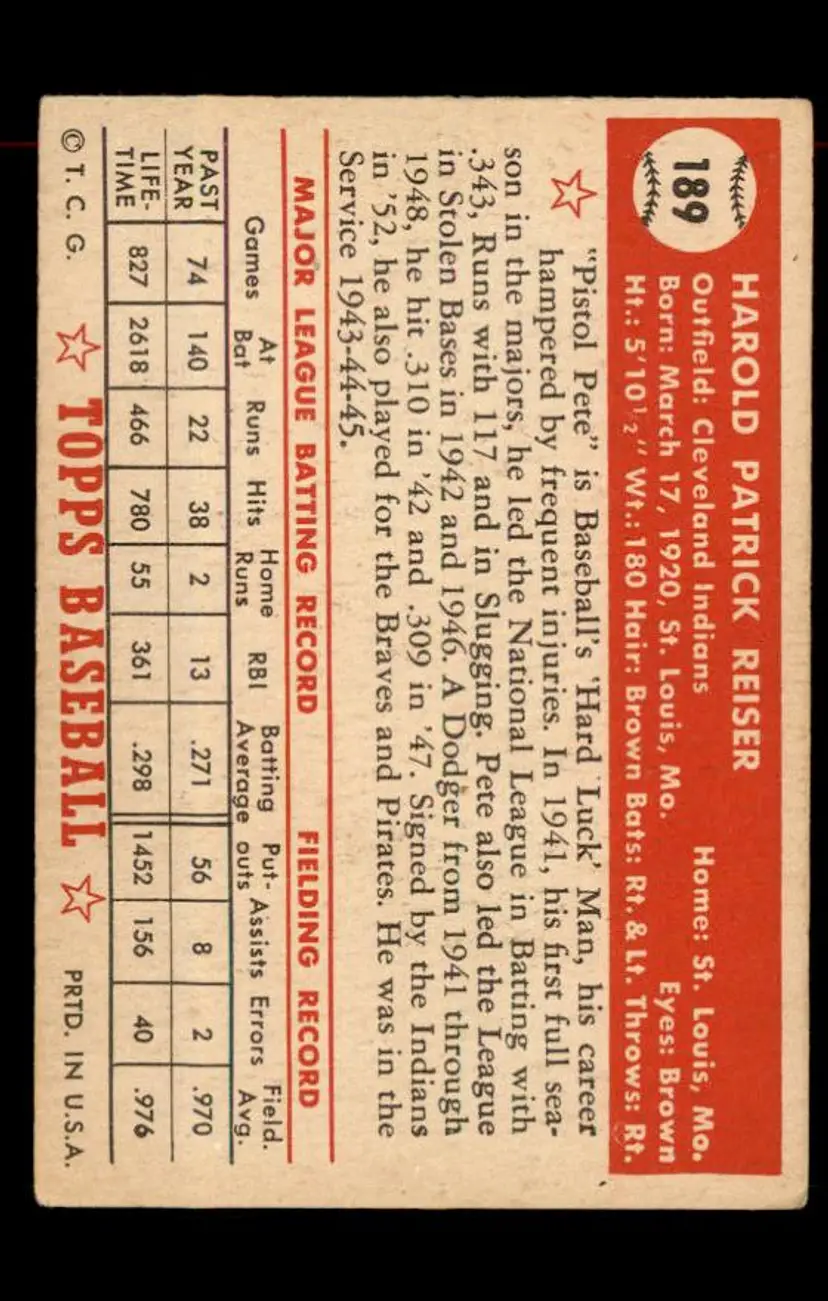 189
HAROLD PATRICK REISER
Outfield: Cleveland Indians Home: St. Louis, Mo.
Born: March 17, 1920, St. Louis, Mo. Eyes: Brown
Ht.: 5'10½" Wt.: 180 Hair: Brown Bats: Rt. & Lt. Throws: Rt.
"Pistol Pete" is Baseball's 'Hard Luck' Man, his career
hampered by frequent injuries. In 1941, his first full sea-
son in the majors, he led the National League in Batting with
.343, Runs with 117 and in Slugging. Pete also led the League
in Stolen Bases in 1942 and 1946. A Dodger from 1941 through
1948, he hit .310 in '42 and .309 in '47. Signed by the Indians
in '52, he also played for the Braves and Pirates. He was in the
Service 1943-44-45.
MAJOR LEAGUE BATTING RECORD FIELDING RECORD
Games At Bat Runs Hits Home Runs RBI Batting Average Put-outs Assists Errors Field. Avg.
PAST YEAR 74 140 22 38 2 13 .271 56 8 2 .970
LIFE-TIME 827 2618 466 780 55 361 .298 1452 156 40 .976
© T. C. G. TOPPS BASEBALL PRTD. IN U.S.A.